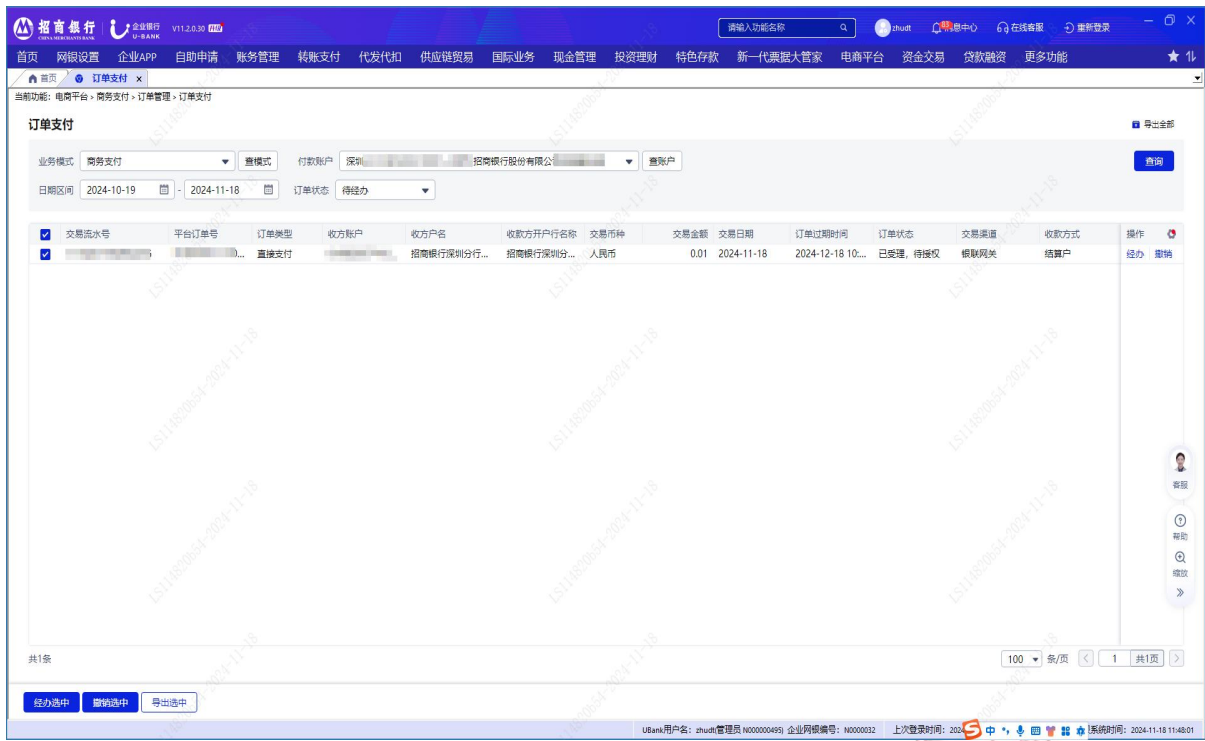 招商银行 CHINA MERCHANTS BANK 企业银行 U-BANK V11.2.0.30 请输入功能名称 zhudt 83 息中心 在线客服 重新登录
首页 网银设置 企业APP 自助申请 账务管理 转账支付 代发代扣 供应链贸易 国际业务 现金管理 投资理财 特色存款 新一代票据大管家 电商平台 资金交易 贷款融资 更多功能
首页 订单支付 x
当前功能：电商平台 > 商务支付 > 订单管理 > 订单支付
订单支付 导出全部
业务模式 商务支付 查模式 付款账户 深圳 招商银行股份有限公 查账户 查询
日期区间 2024-10-19 - 2024-11-18 订单状态 待经办
交易流水号 平台订单号 订单类型 收方账户 收方户名 收款方开户行名称 交易币种 交易金额 交易日期 订单过期时间 订单状态 交易渠道 收款方式 操作
直接支付 招商银行深圳分行... 招商银行深圳分... 人民币 0.01 2024-11-18 2024-12-18 10:... 已受理，待授权 银联网关 结算户 经办 撤销
LS114820654-2024-11-18
客服
帮助
缩放
共1条 100 条/页 1 共1页
经办选中 撤销选中 导出选中
UBank用户名：zhudt(管理员 N000000495) 企业网银编号：N0000032 上次登录时间：202 中 系统时间：2024-11-18 11:48:01